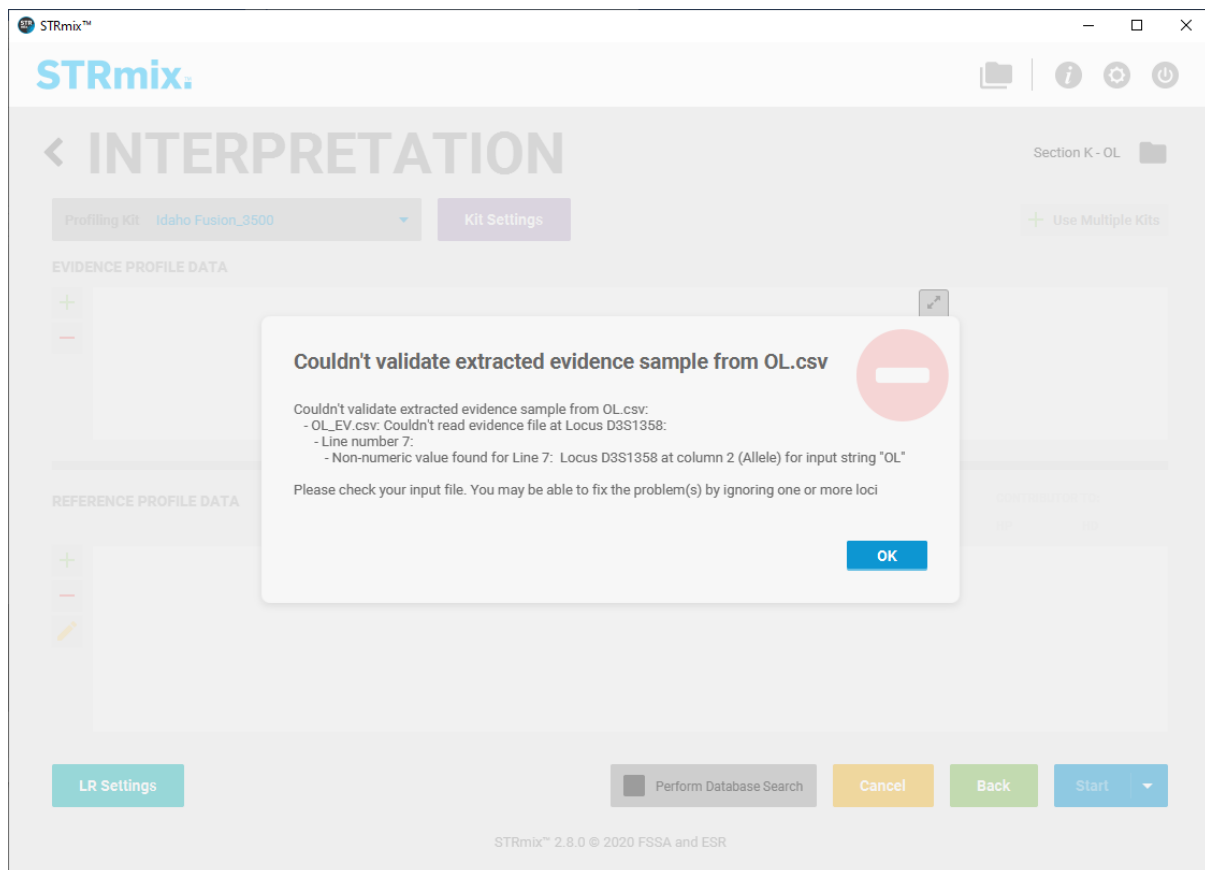 STRmix™
STRmix.
INTERPRETATION
Section K - OL
Profiling Kit Idaho Fusion_3500
Kit Settings
Use Multiple Kits
EVIDENCE PROFILE DATA
Couldn't validate extracted evidence sample from OL.csv
Couldn't validate extracted evidence sample from OL.csv:
- OL_EV.csv: Couldn't read evidence file at Locus D3S1358:
- Line number 7:
- Non-numeric value found for Line 7: Locus D3S1358 at column 2 (Allele) for input string "OL"
Please check your input file. You may be able to fix the problem(s) by ignoring one or more loci
OK
REFERENCE PROFILE DATA
LR Settings
Perform Database Search
Cancel
Back
Start
STRmix™ 2.8.0 © 2020 FSSA and ESR